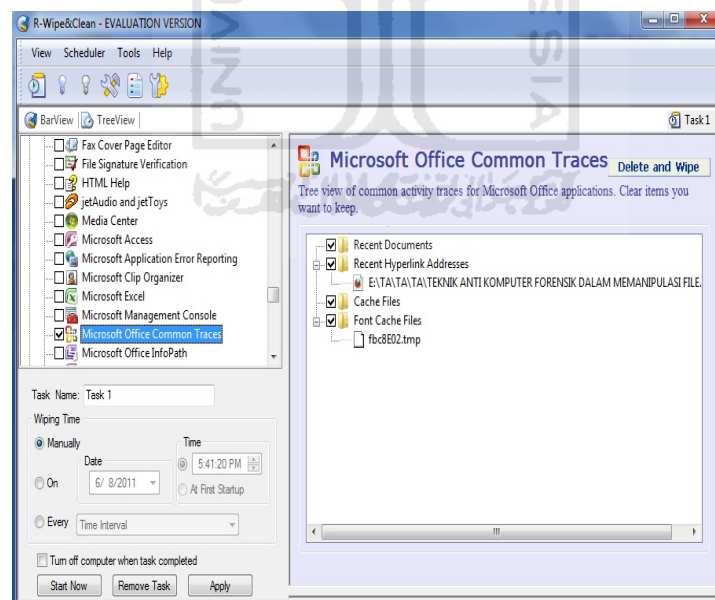 R-Wipe&Clean - EVALUATION VERSION
View Scheduler Tools Help
BarView TreeView
Task1
Fax Cover Page Editor
File Signature Verification
HTML Help
jetAudio and jetToys
Media Center
Microsoft Access
Microsoft Application Error Reporting
Microsoft Clip Organizer
Microsoft Excel
Microsoft Management Console
Microsoft Office Common Traces
Microsoft Office InfoPath
Task Name: Task 1
Wiping Time
Manually
Date
Time
On
6/ 8/2011
5:41:20 PM
At First Startup
Every Time Interval
Turn off computer when task completed
Start Now Remove Task Apply
Microsoft Office Common Traces
Delete and Wipe
Tree view of common activity traces for Microsoft Office applications. Clear items you
want to keep.
Recent Documents
Recent Hyperlink Addresses
E:\TA\TA\TA\TEKNIK ANTI KOMPUTER FORENSIK DALAM MEMANIPULASI FILE.
Cache Files
Font Cache Files
fbc8E02.tmp